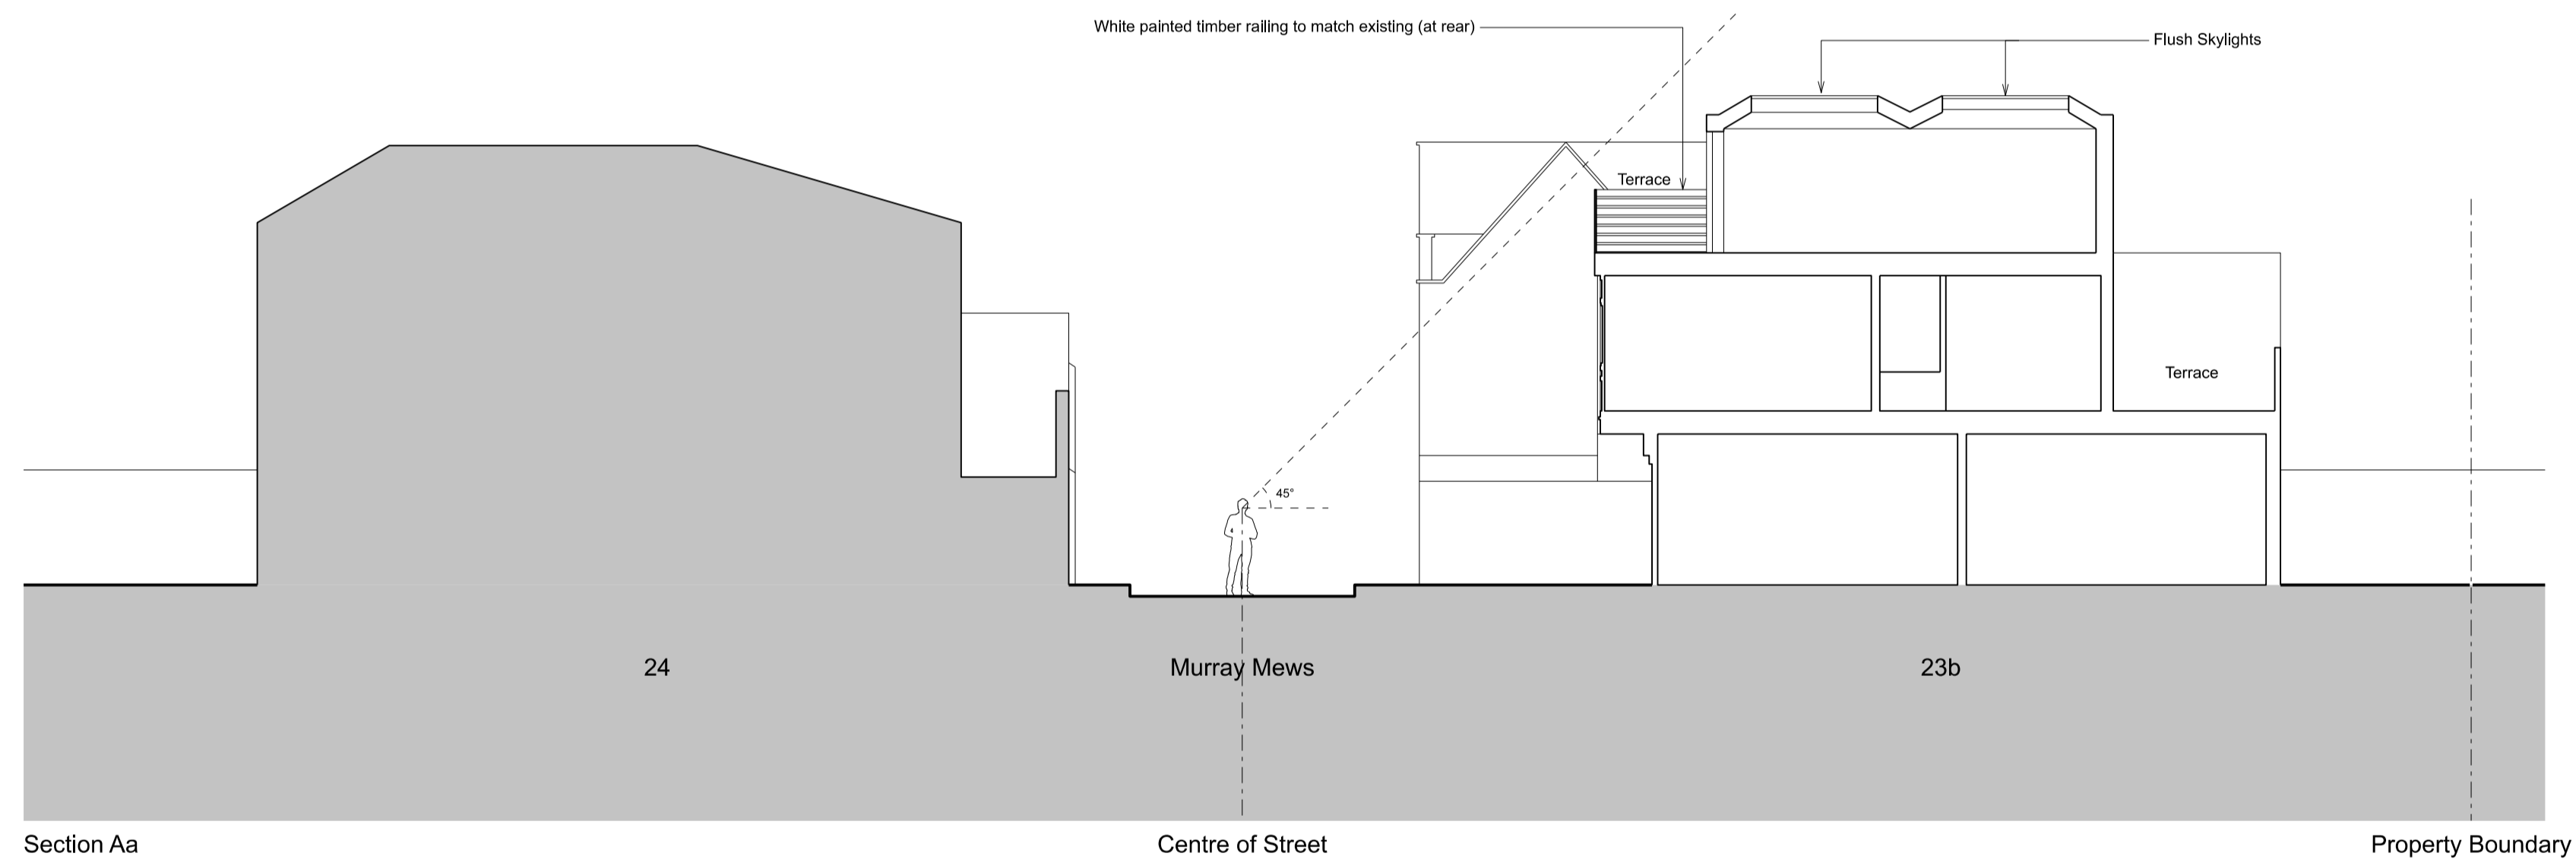 White painted timber railing to match existing (at rear)
Flush Skylights
Terrace
Terrace
45°
24
Murray Mews
23b
Section Aa
Centre of Street
Property Boundary